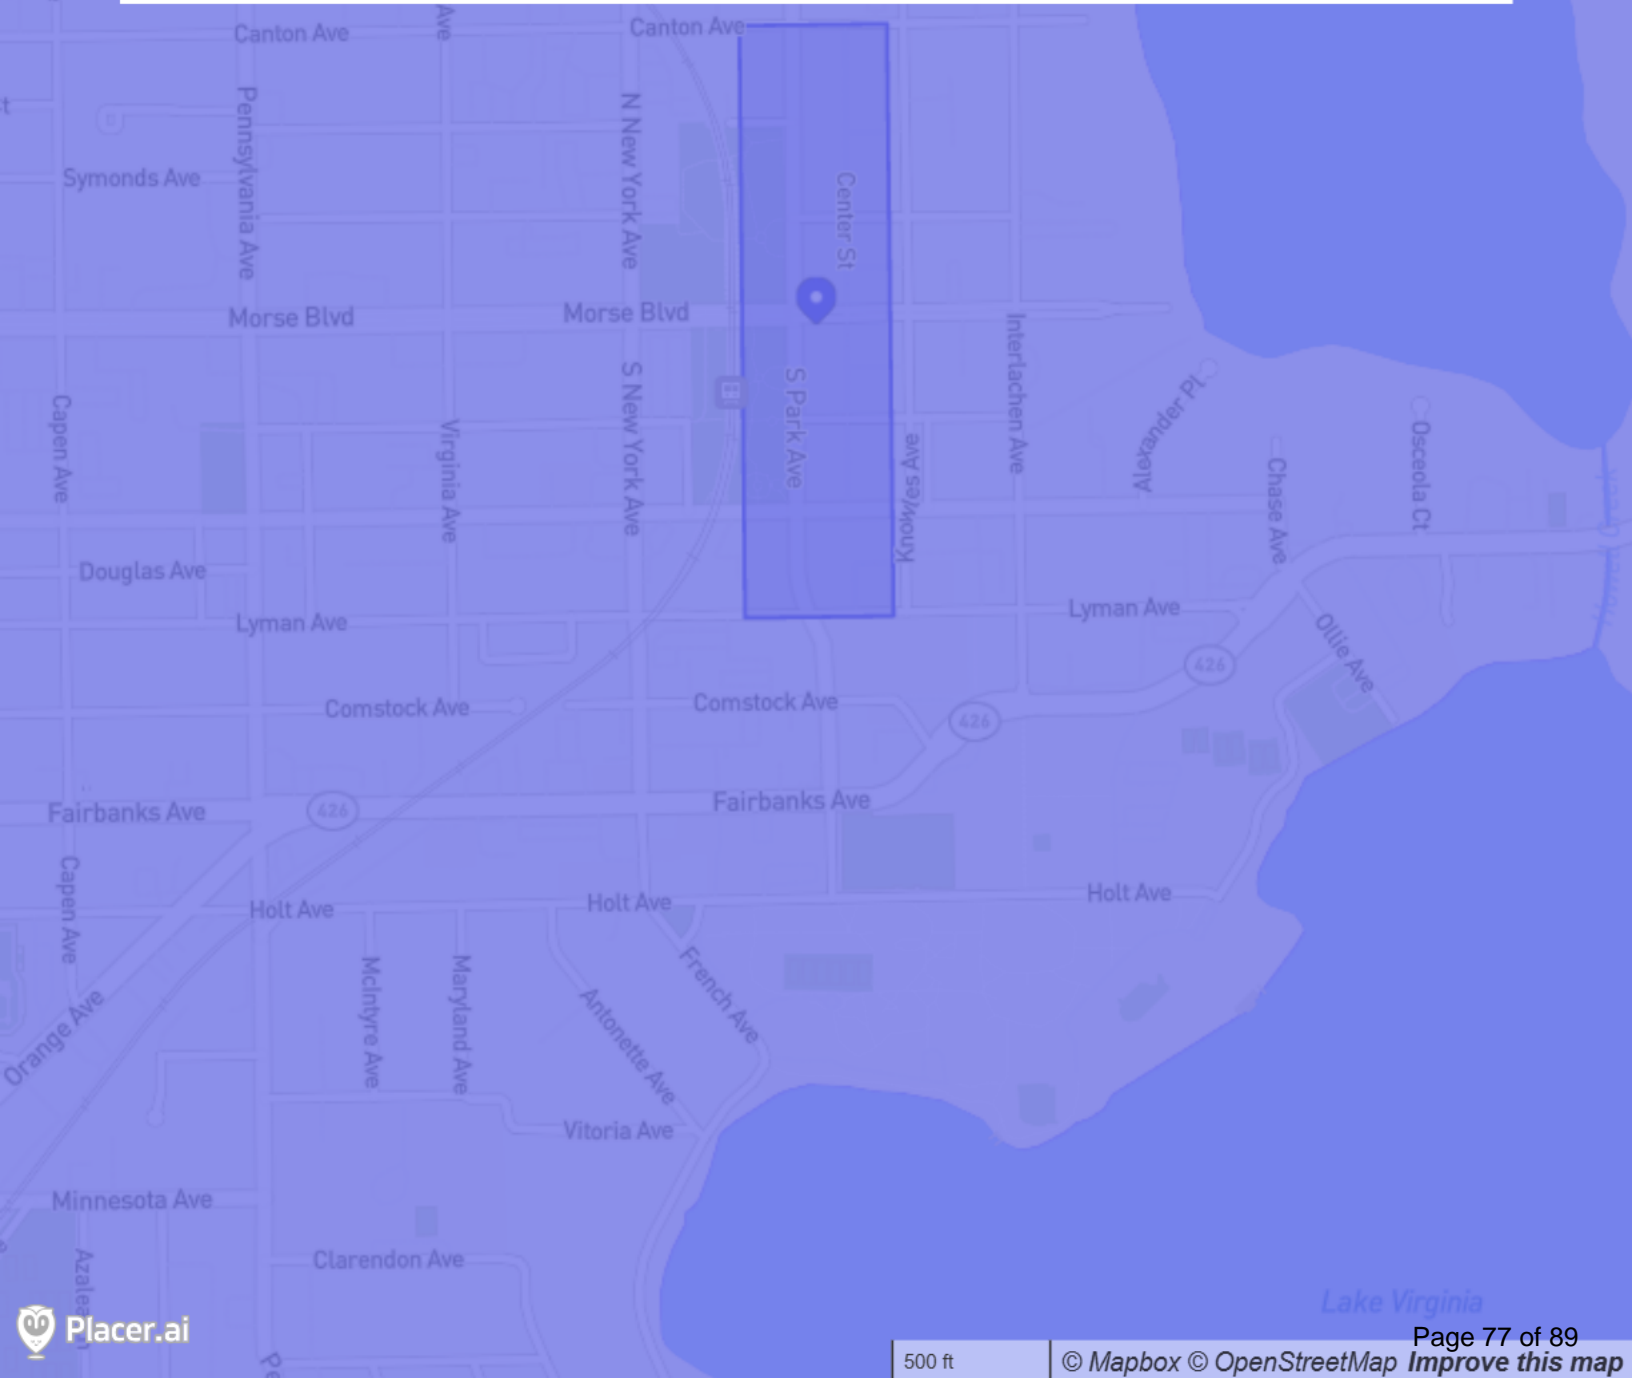 Canton Ave
Ave
Canton Ave
t
Pennsylvania Ave
N New York Ave
Symonds Ave
Center St
Morse Blvd
Morse Blvd
Interlachen Ave
S Park Ave
S New York Ave
Alexander Pl
Capen Ave
Virginia Ave
Knowles Ave
Chase Ave
Osceola Ct
Douglas Ave
Lyman Ave
Lyman Ave
Ollie Ave
426
Comstock Ave
Comstock Ave
426
Fairbanks Ave
426
Fairbanks Ave
Capen Ave
Holt Ave
Holt Ave
Holt Ave
Orange Ave
McIntyre Ave
Maryland Ave
Antonette Ave
French Ave
Vitoria Ave
Minnesota Ave
Clarendon Ave
Azalea
Lake Virginia
Placer.ai
Pe
Page 77 of 89
500 ft
© Mapbox © OpenStreetMap Improve this map